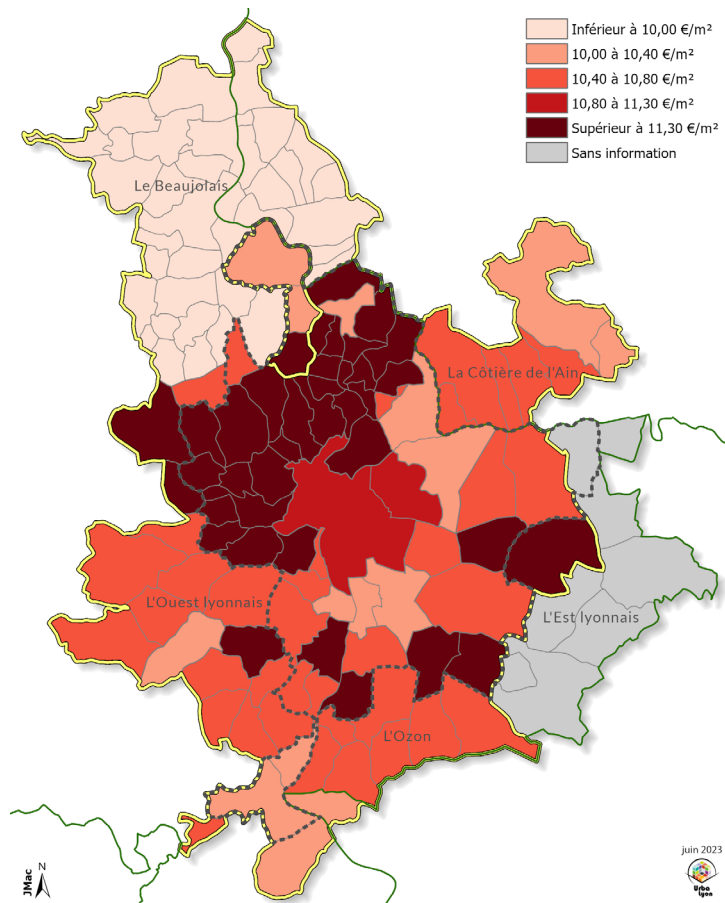 Inférieur à 10,00 €/m²
10,00 à 10,40 €/m²
10,40 à 10,80 €/m²
10,80 à 11,30 €/m²
Supérieur à 11,30 €/m²
Sans information
Le Beaujolais
La Côtière de l'Ain
L'Ouest lyonnais
L'Est lyonnais
L'Ozon
juin 2023
JMac
N
Urba
Lyon